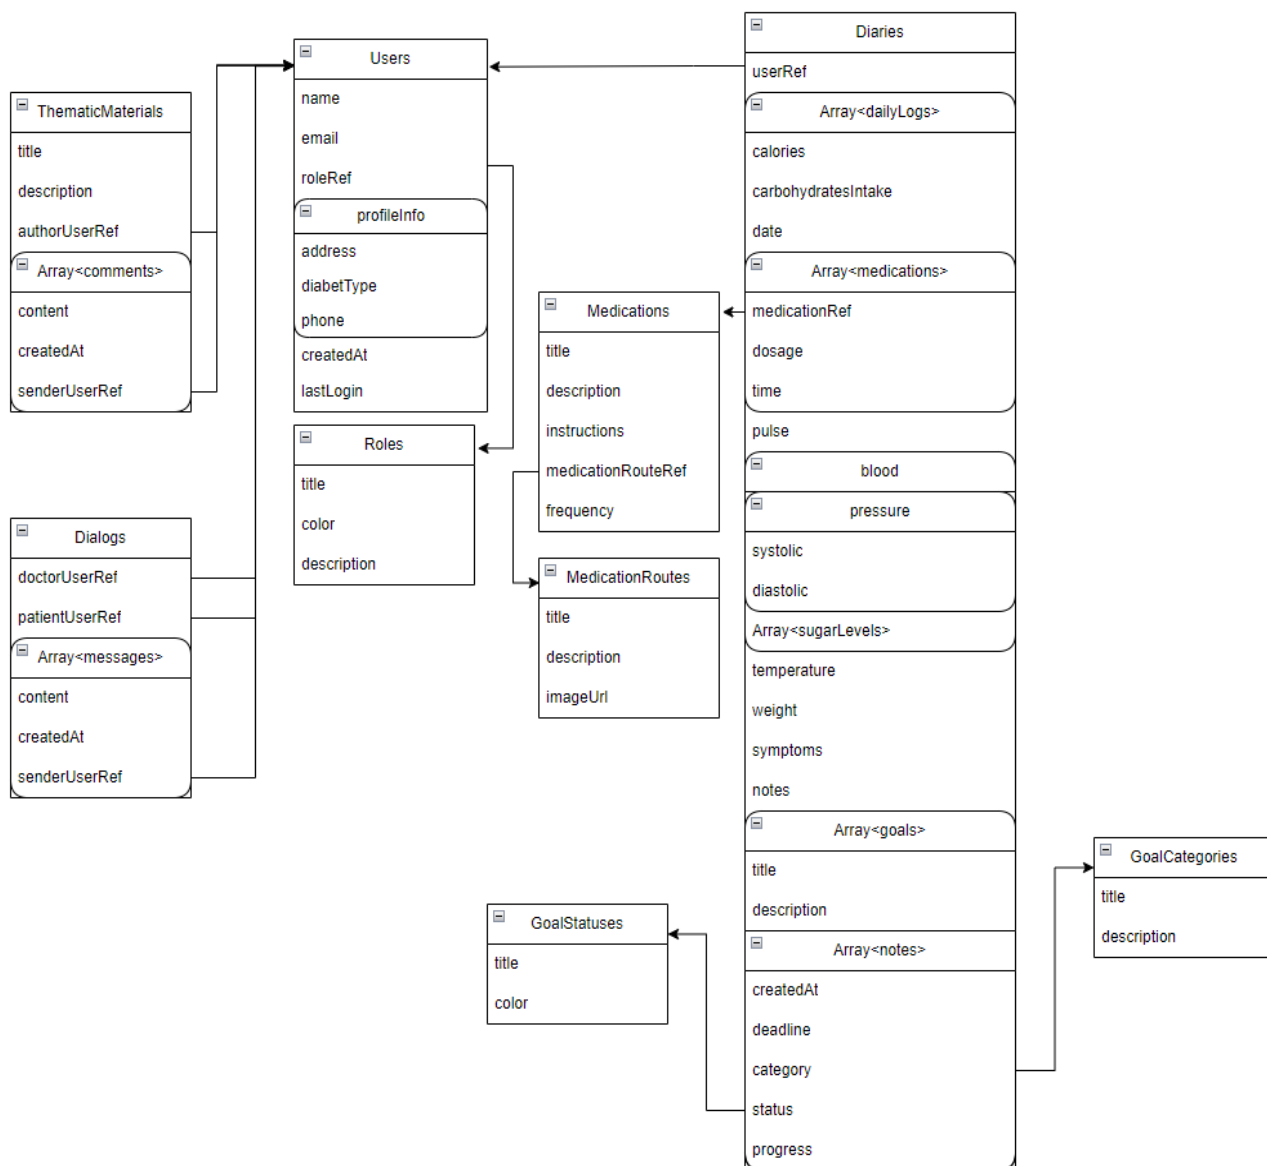 Users
name
email
roleRef
profileInfo
address
diabetType
phone
createdAt
lastLogin
ThematicMaterials
title
description
authorUserRef
Array<comments>
content
createdAt
senderUserRef
Roles
title
color
description
Dialogs
doctorUserRef
patientUserRef
Array<messages>
content
createdAt
senderUserRef
Medications
title
description
instructions
medicationRouteRef
frequency
MedicationRoutes
title
description
imageUrl
Diaries
userRef
Array<dailyLogs>
calories
carbohydratesIntake
date
Array<medications>
medicationRef
dosage
time
pulse
blood
pressure
systolic
diastolic
Array<sugarLevels>
temperature
weight
symptoms
notes
Array<goals>
title
description
Array<notes>
createdAt
deadline
category
status
progress
GoalStatuses
title
color
GoalCategories
title
description